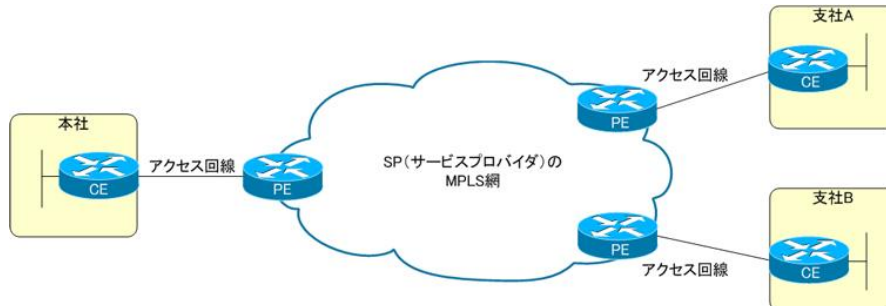 本社
CE
アクセス回線
PE
SP(サービスプロバイダ)の
MPLS網
PE
アクセス回線
支社A
CE
PE
アクセス回線
支社B
CE